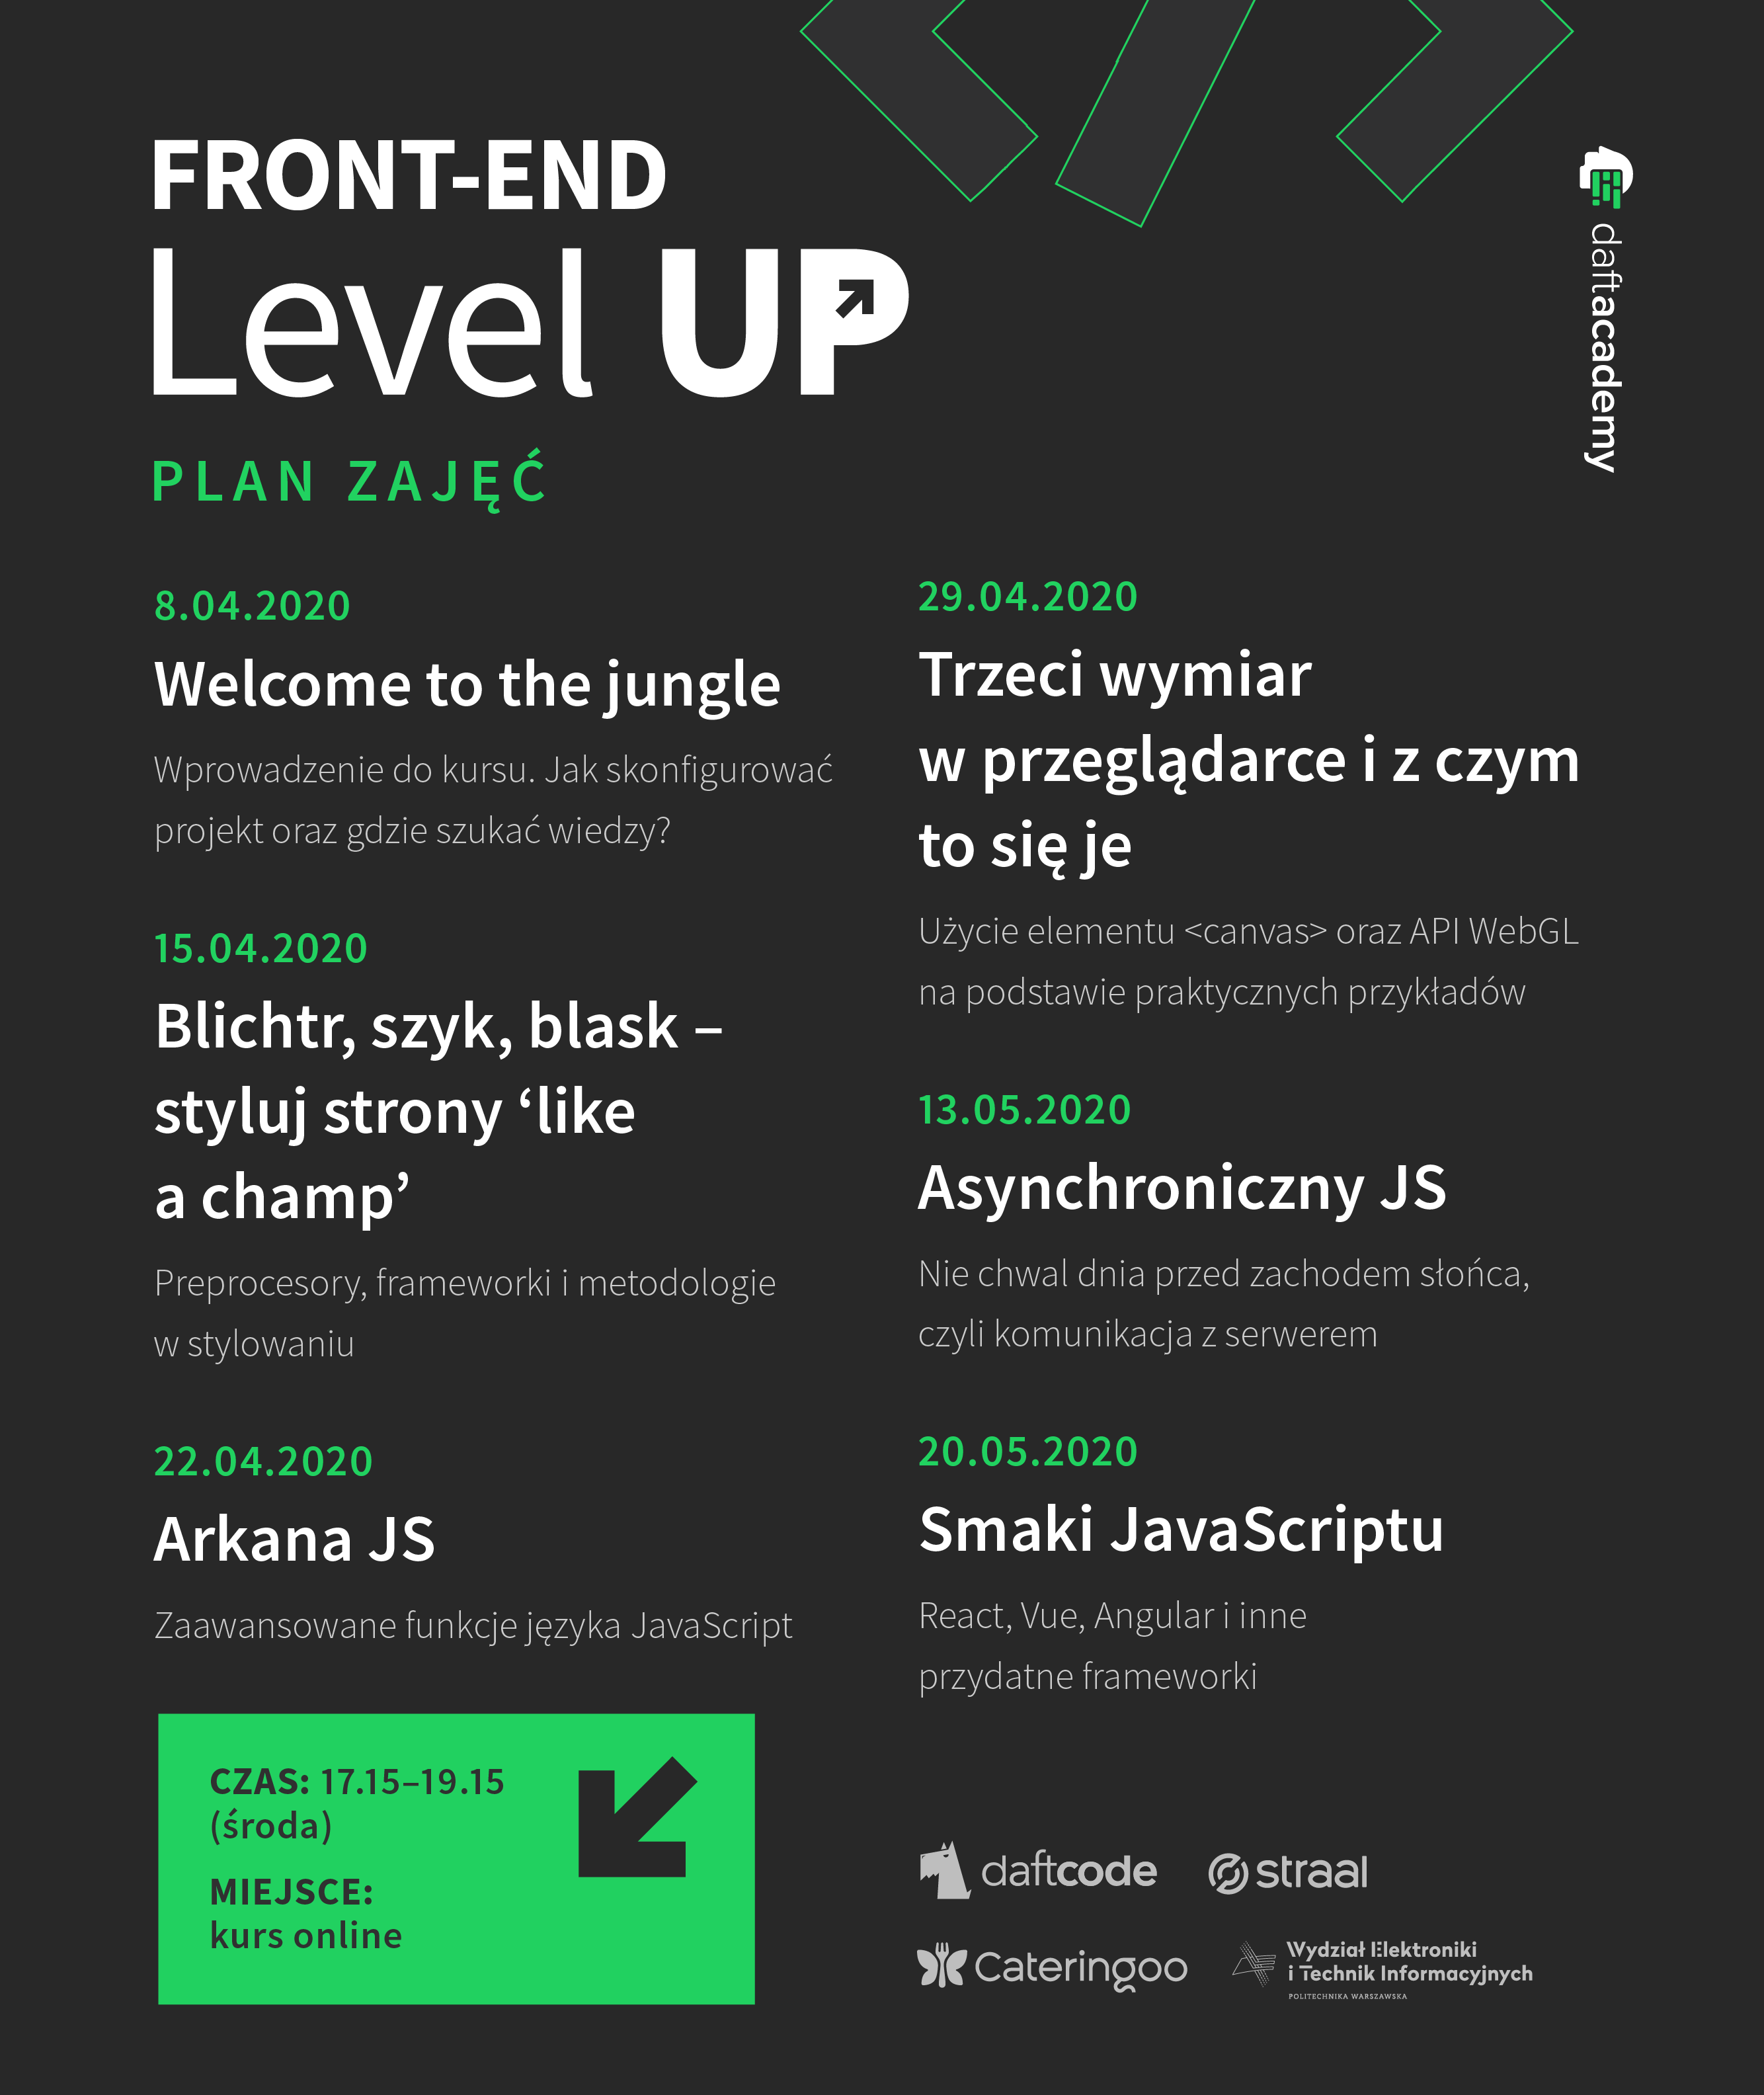 FRONT-END
Level UP
PLAN ZAJĘĆ
daftacademy
8.04.2020
Welcome to the jungle
Wprowadzenie do kursu. Jak skonfigurować
projekt oraz gdzie szukać wiedzy?
15.04.2020
Blichtr, szyk, blask –
styluj strony ‘like
a champ’
Preprocesory, frameworki i metodologie
w stylowaniu
22.04.2020
Arkana JS
Zaawansowane funkcje języka JavaScript
CZAS: 17.15–19.15
(środa)
MIEJSCE:
kurs online
29.04.2020
Trzeci wymiar
w przeglądarce i z czym
to się je
Użycie elementu <canvas> oraz API WebGL
na podstawie praktycznych przykładów
13.05.2020
Asynchroniczny JS
Nie chwal dnia przed zachodem słońca,
czyli komunikacja z serwerem
20.05.2020
Smaki JavaScriptu
React, Vue, Angular i inne
przydatne frameworki
daftcode
straal
Cateringoo
Wydział Elektroniki
i Technik Informacyjnych
POLITECHNIKA WARSZAWSKA